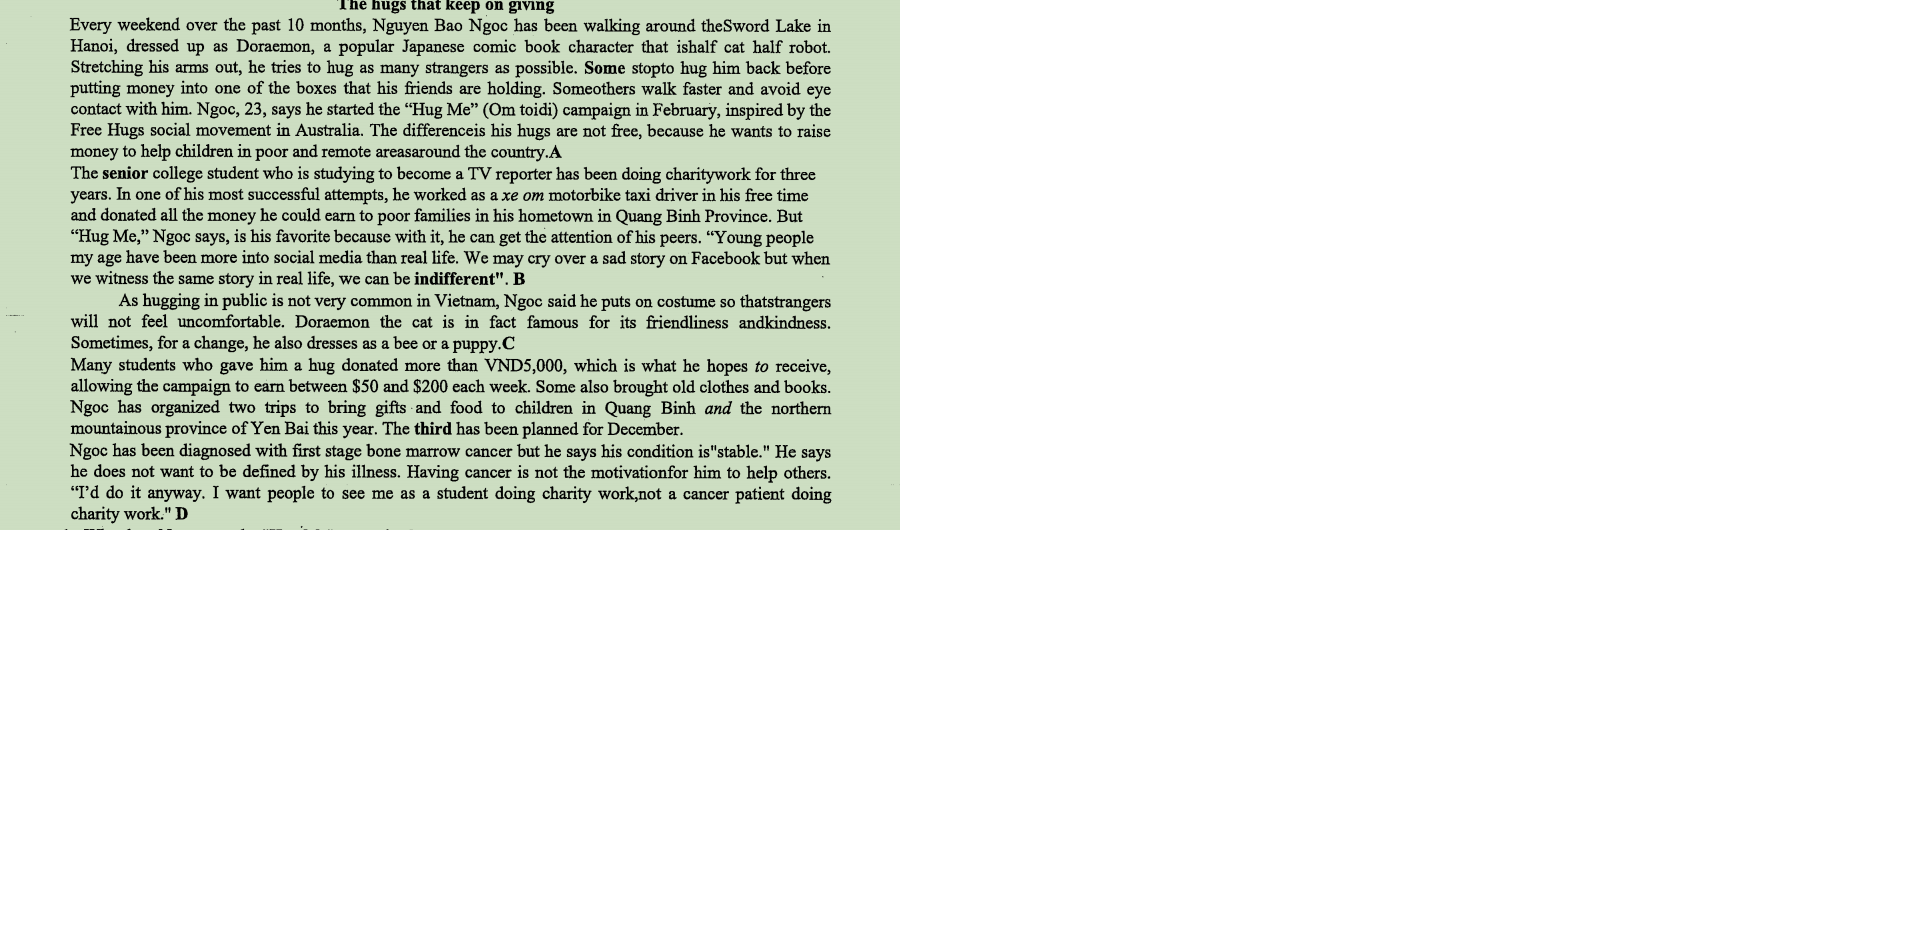 The hugs that keep on giving
Every weekend over the past 10 months, Nguyen Bao Ngoc has been walking around theSword Lake in
Hanoi, dressed up as Doraemon, a popular Japanese comic book character that ishalf cat half robot.
Stretching his arms out, he tries to hug as many strangers as possible. Some stopto hug him back before
putting money into one of the boxes that his friends are holding. Someothers walk faster and avoid eye
contact with him. Ngoc, 23, says he started the “Hug Me” (Om toidi) campaign in February, inspired by the
Free Hugs social movement in Australia. The differenceis his hugs are not free, because he wants to raise
money to help children in poor and remote areasaround the country.A
The senior college student who is studying to become a TV reporter has been doing charitywork for three
years. In one of his most successful attempts, he worked as a xe om motorbike taxi driver in his free time
and donated all the money he could earn to poor families in his hometown in Quang Binh Province. But
“Hug Me,” Ngoc says, is his favorite because with it, he can get the attention of his peers. “Young people
my age have been more into social media than real life. We may cry over a sad story on Facebook but when
we witness the same story in real life, we can be indifferent". B
As hugging in public is not very common in Vietnam, Ngoc said he puts on costume so thatstrangers
will not feel uncomfortable. Doraemon the cat is in fact famous for its friendliness andkindness.
Sometimes, for a change, he also dresses as a bee or a puppy.C
Many students who gave him a hug donated more than VND5,000, which is what he hopes to receive,
allowing the campaign to earn between $50 and $200 each week. Some also brought old clothes and books.
Ngoc has organized two trips to bring gifts and food to children in Quang Binh and the northern
mountainous province of Yen Bai this year. The third has been planned for December.
Ngoc has been diagnosed with first stage bone marrow cancer but he says his condition is"stable." He says
he does not want to be defined by his illness. Having cancer is not the motivationfor him to help others.
“I’d do it anyway. I want people to see me as a student doing charity work,not a cancer patient doing
charity work." D